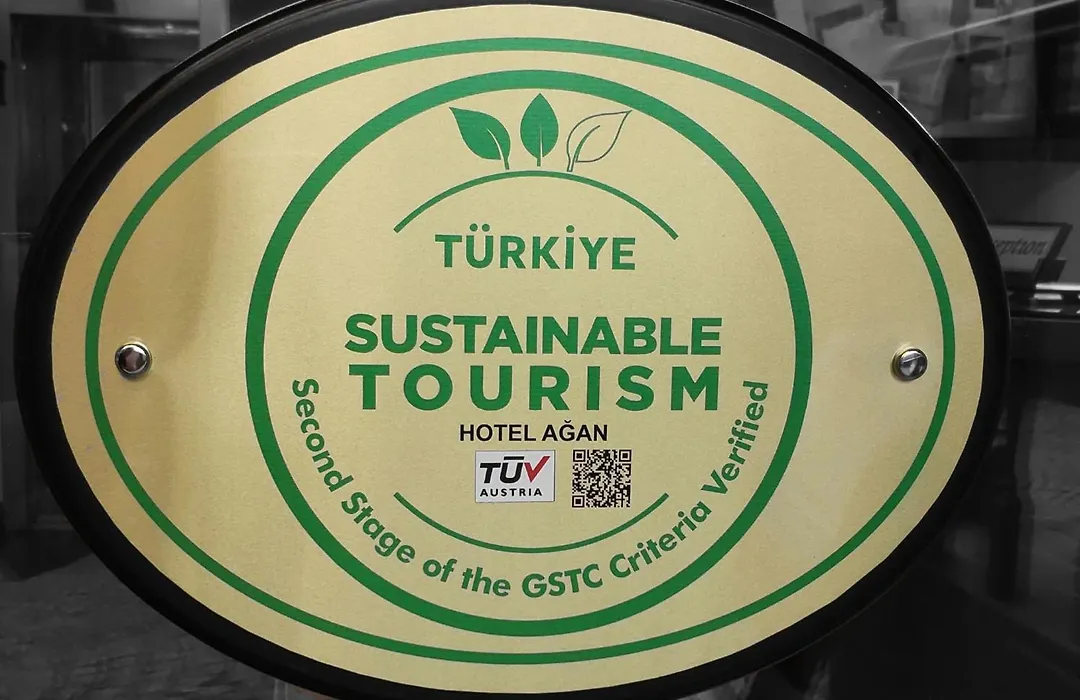 TÜRKİYE
SUSTAINABLE
TOURISM
HOTEL AĞAN
TÜV
AUSTRIA
Second Stage of the GSTC Criteria Verified